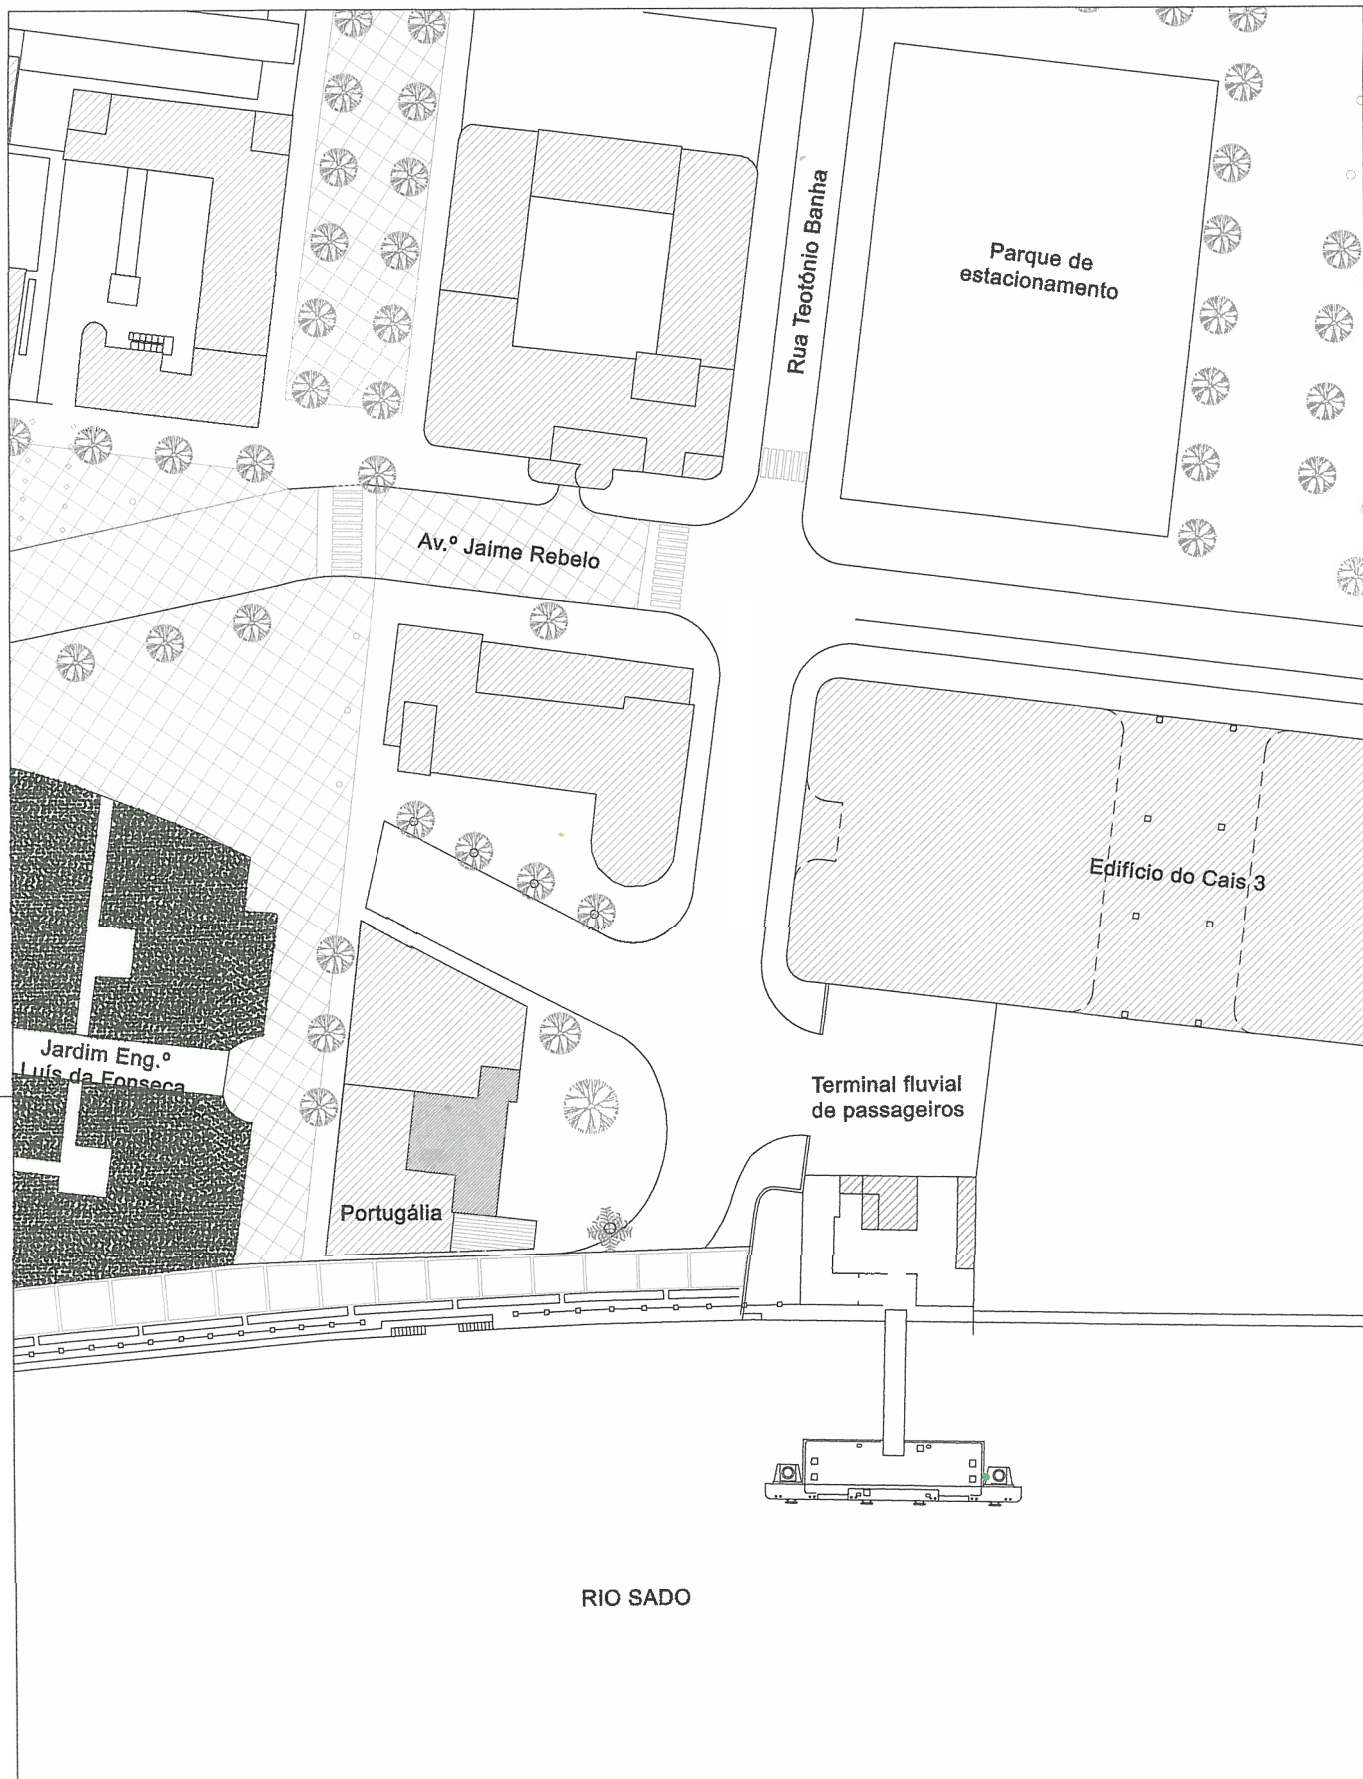 Rua Teotónio Banha
Parque de
estacionamento
Av.º Jaime Rebelo
Edifício do Cais 3
Jardim Eng.º
Luís da Fonseca
Terminal fluvial
de passageiros
Portugália
RIO SADO